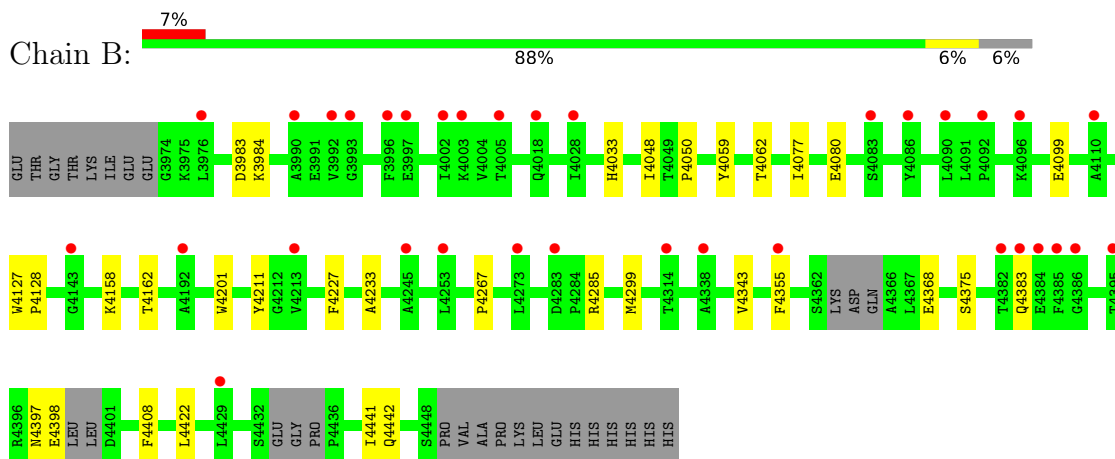 7%
Chain B:
88% 6% 6%
GLU THR GLY THR LYS ILE GLU GLU G3974 K3975 L3976 D3983 K3984 A3990 E3991 V3992 G3993 F3996 E3997 I4002 K4003 V4004 T4005 Q4018 I4028 H4033 I4048 T4049 P4050 Y4059 T4062 I4077 E4080 S4083 Y4086 L4090 L4091 P4092 K4096 E4099 A4110
W4127 P4128 G4143 K4158 T4162 A4192 W4201 Y4211 G4212 V4213 F4227 A4233 A4245 L4253 P4267 L4273 D4283 P4284 R4285 M4299 T4314 A4338 V4343 F4355 S4362 LYS ASP GLN A4366 L4367 E4368 S4375 T4382 Q4383 E4384 F4385 G4386 T4395
R4396 N4397 E4398 LEU LEU D4401 F4408 L4422 L4429 S4432 GLU GLY PRO P4436 I4441 Q4442 S4448 PRO VAL ALA PRO LYS LEU GLU HIS HIS HIS HIS HIS HIS